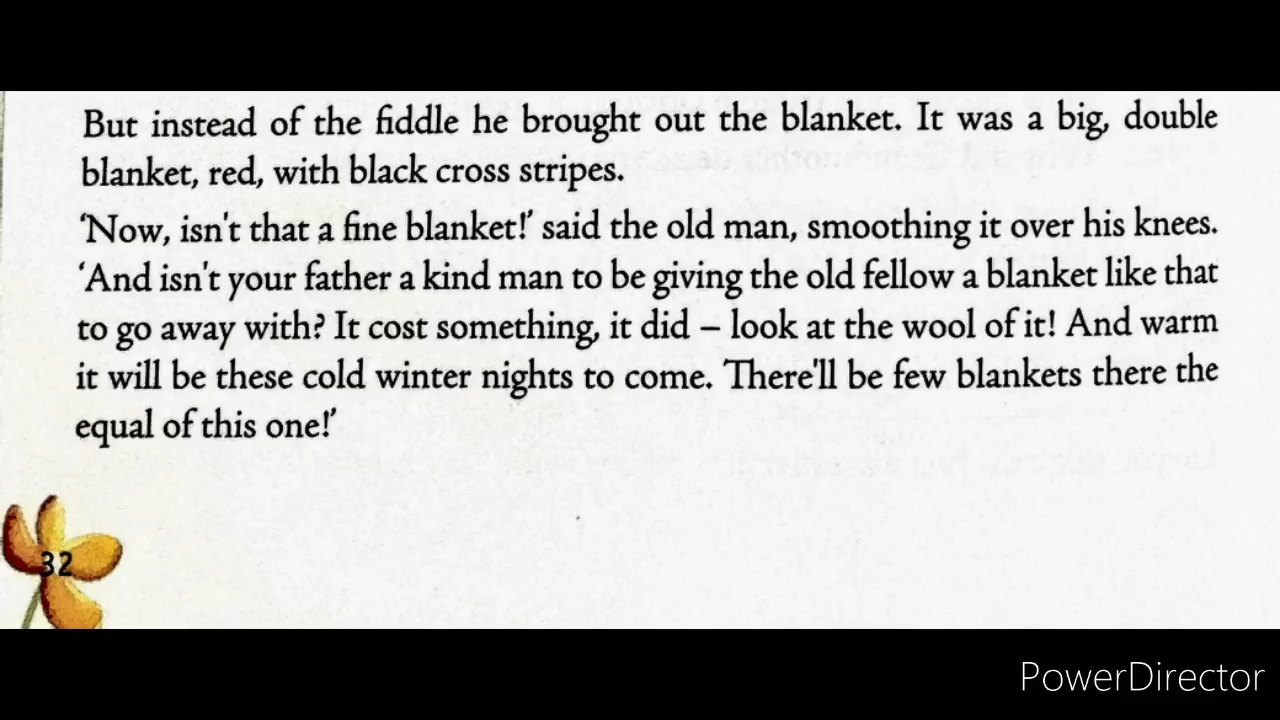 But instead of the fiddle he brought out the blanket. It was a big, double
blanket, red, with black cross stripes.
‘Now, isn't that a fine blanket!’ said the old man, smoothing it over his knees.
‘And isn't your father a kind man to be giving the old fellow a blanket like that
to go away with? It cost something, it did – look at the wool of it! And warm
it will be these cold winter nights to come. There'll be few blankets there the
equal of this one!’
32
PowerDirector